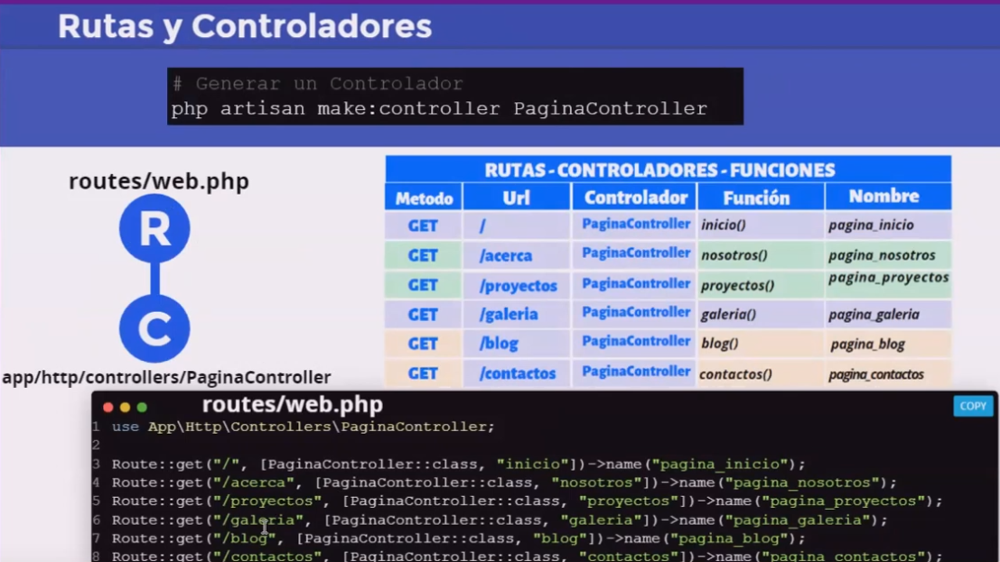 Rutas y Controladores
# Generar un Controlador
php artisan make:controller PaginaController
routes/web.php
R
C
app/http/controllers/PaginaController
RUTAS - CONTROLADORES - FUNCIONES
Metodo Url Controlador Función Nombre
GET / PaginaController inicio() pagina_inicio
GET /acerca PaginaController nosotros() pagina_nosotros
GET /proyectos PaginaController proyectos() pagina_proyectos
GET /galeria PaginaController galeria() pagina_galeria
GET /blog PaginaController blog() pagina_blog
GET /contactos PaginaController contactos() pagina_contactos
routes/web.php
COPY
1 use App\Http\Controllers\PaginaController;
2
3 Route::get("/", [PaginaController::class, "inicio"])->name("pagina_inicio");
4 Route::get("/acerca", [PaginaController::class, "nosotros"])->name("pagina_nosotros");
5 Route::get("/proyectos", [PaginaController::class, "proyectos"])->name("pagina_proyectos");
6 Route::get("/galeria", [PaginaController::class, "galeria"])->name("pagina_galeria");
7 Route::get("/blog", [PaginaController::class, "blog"])->name("pagina_blog");
8 Route::get("/contactos", [PaginaController::class, "contactos"])->name("pagina_contactos");